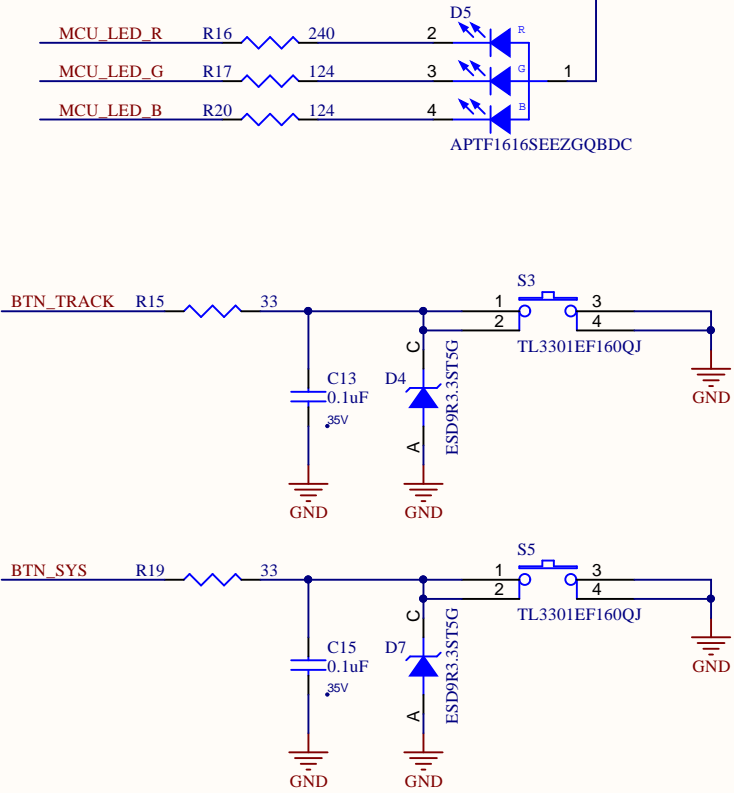 D5
MCU_LED_R R16 240 2 R
MCU_LED_G R17 124 3 G 1
MCU_LED_B R20 124 4 B
APTF1616SEEZGQBDC
S3
BTN_TRACK R15 33 1 3
2 4
TL3301EF160QJ
C
C13 D4 ESD9R3.3ST5G
0.1uF
35V
A
GND
GND GND
S5
BTN_SYS R19 33 1 3
2 4
TL3301EF160QJ
C
C15 D7 ESD9R3.3ST5G
0.1uF
35V
A
GND
GND GND